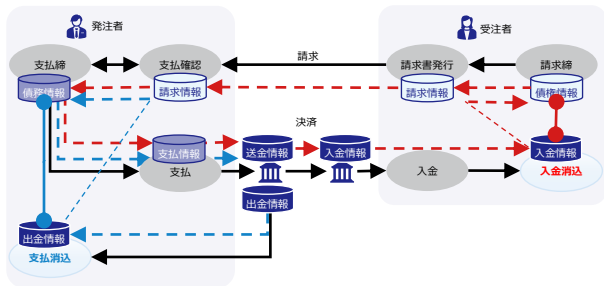 発注者
受注者
支払締
支払確認
請求
請求書発行
請求締
債務情報
請求情報
請求情報
債権情報
決済
支払情報
送金情報
入金情報
入金情報
支払
入金
入金消込
出金情報
出金情報
支払消込